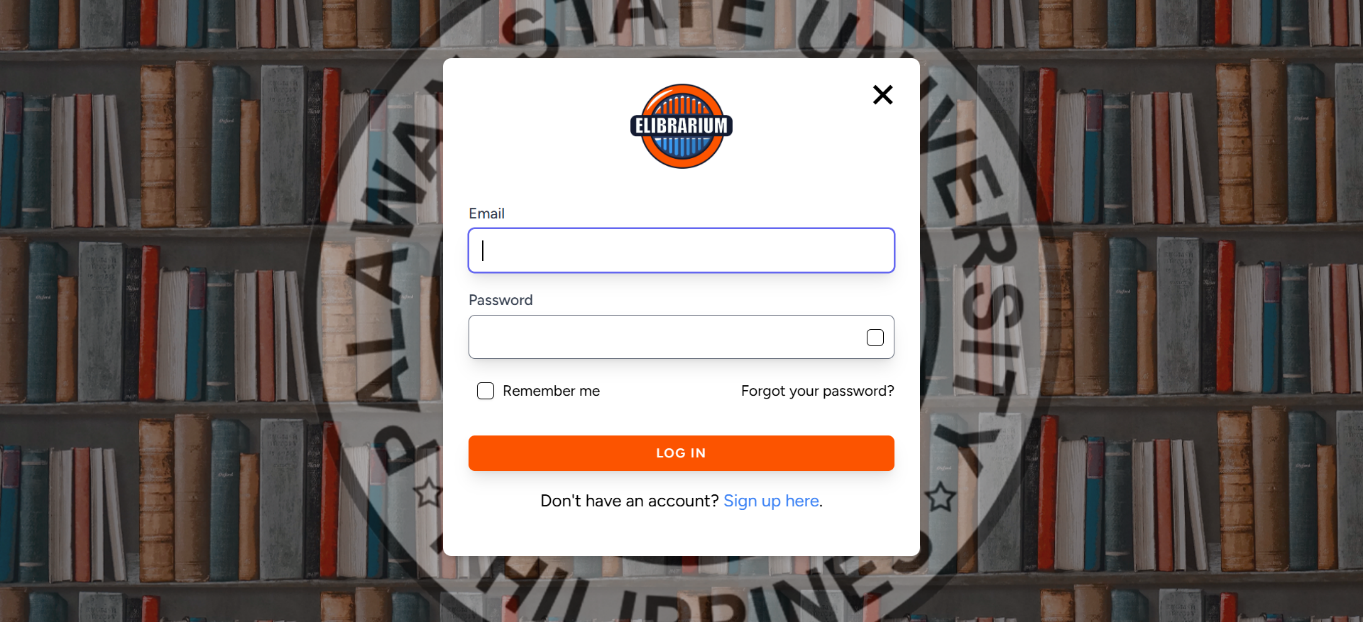 PALAWAN STATE UNIVERSITY
PHILIPPINES
ELIBRARIUM
Email
Password
Remember me
Forgot your password?
LOG IN
Don't have an account? Sign up here.